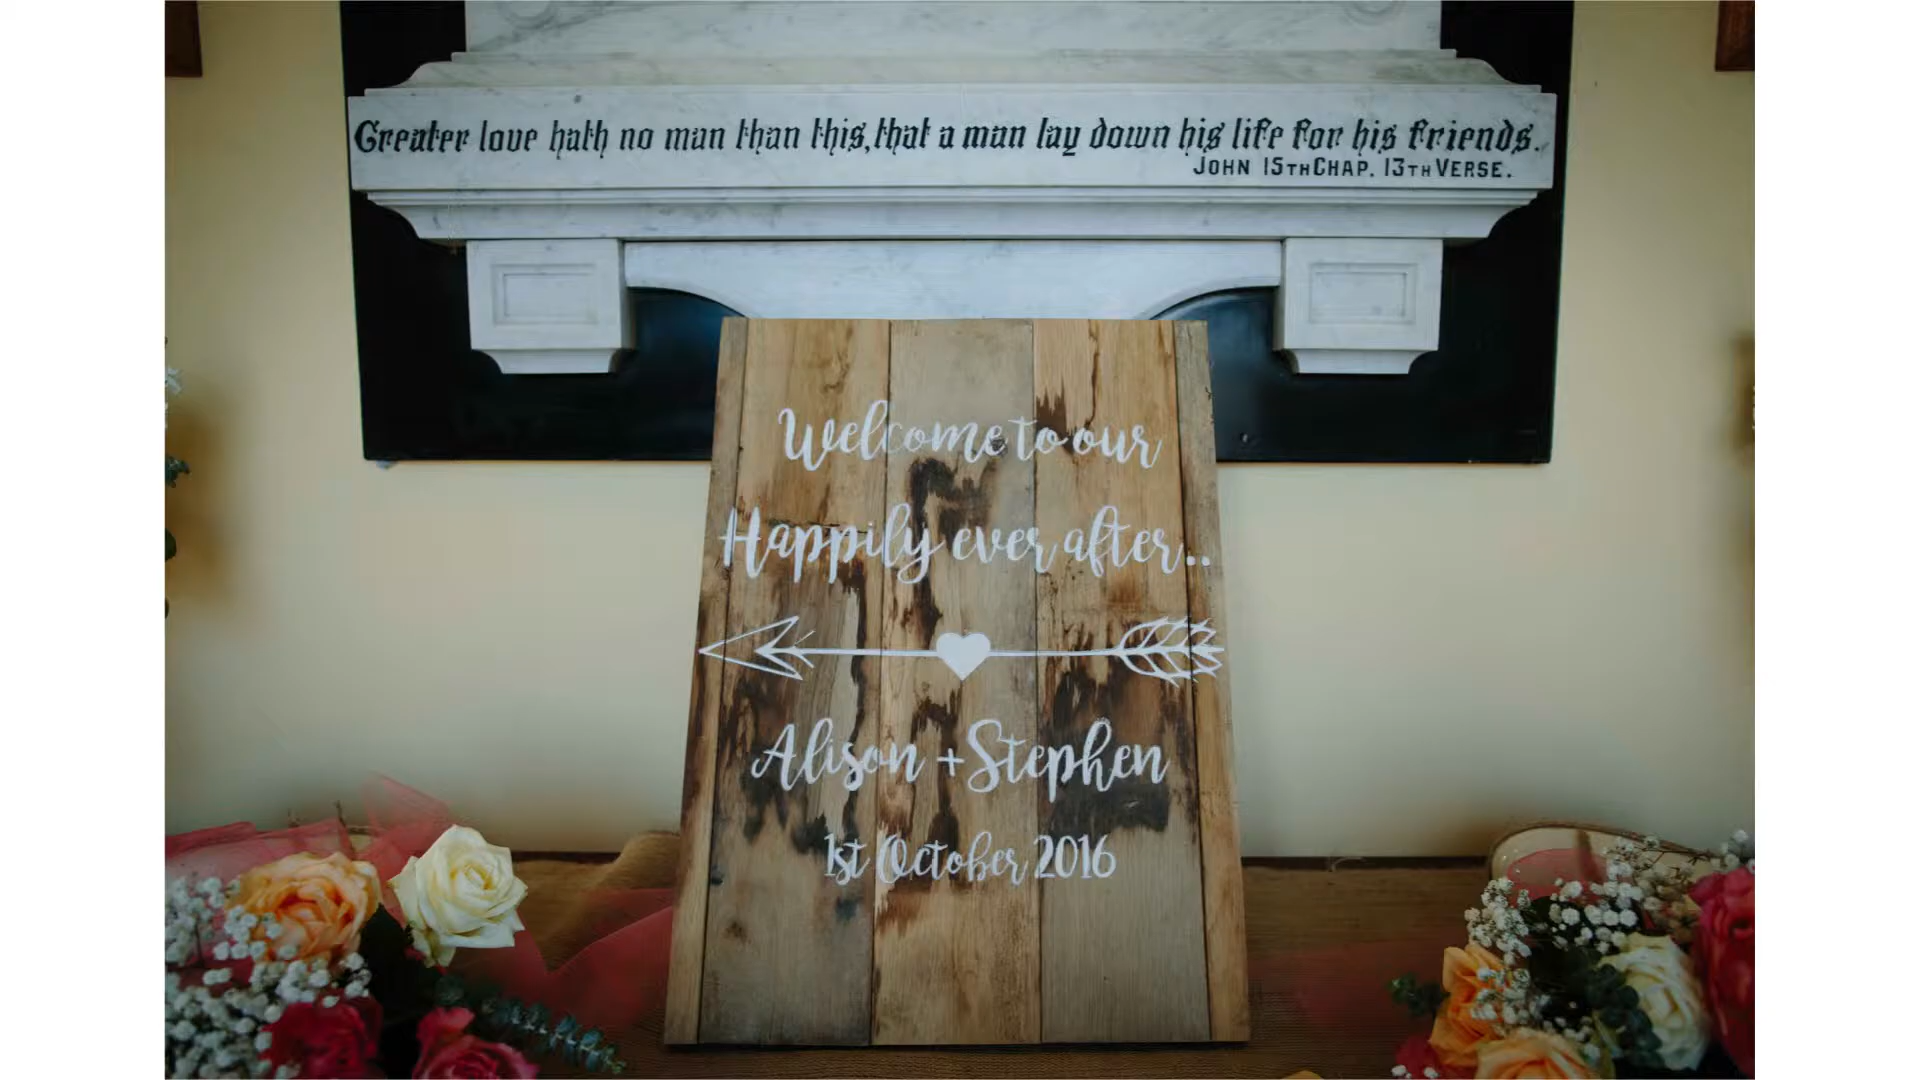 Greater love hath no man than this, that a man lay down his life for his friends.
JOHN 15TH CHAP. 13TH VERSE.
Welcome to our
Happily ever after..
Alison + Stephen
1st October 2016